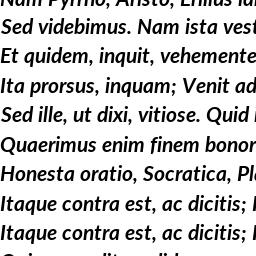 Nam Pyrrho, Aristo, Erillus iam
Sed videbimus. Nam ista vest
Et quidem, inquit, vehemente
Ita prorsus, inquam; Venit ad
Sed ille, ut dixi, vitiose. Quid
Quaerimus enim finem bonor
Honesta oratio, Socratica, Pl
Itaque contra est, ac dicitis;
Itaque contra est, ac dicitis;